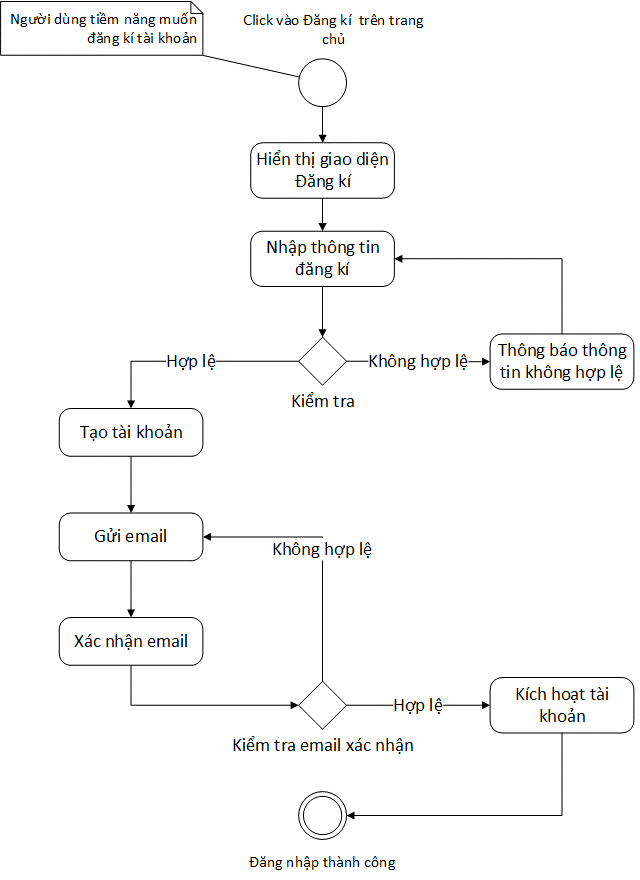 Người dùng tiềm năng muốn
đăng kí tài khoản
Click vào Đăng kí trên trang
chủ
Hiển thị giao diện
Đăng kí
Nhập thông tin
đăng kí
Hợp lệ
Không hợp lệ
Thông báo thông
tin không hợp lệ
Kiểm tra
Tạo tài khoản
Gửi email
Không hợp lệ
Xác nhận email
Hợp lệ
Kích hoạt tài
khoản
Kiểm tra email xác nhận
Đăng nhập thành công